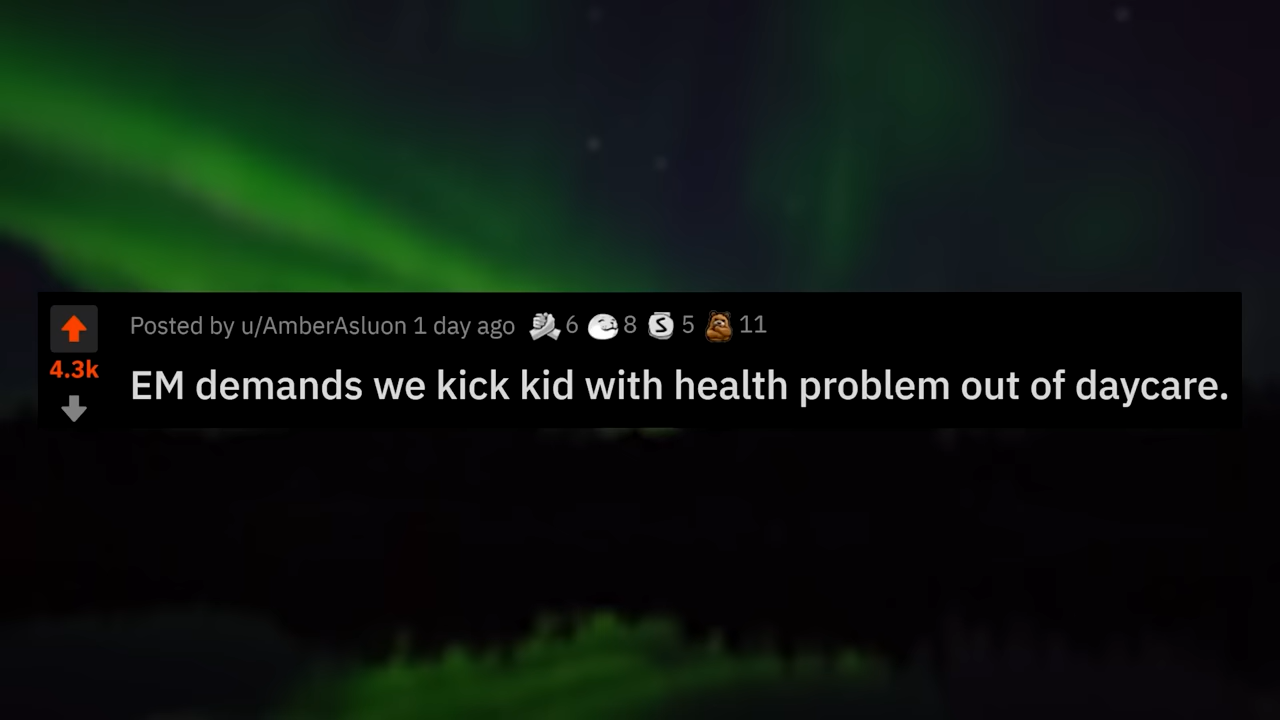 Posted by u/AmberAsluon 1 day ago 6 8 S 5 11
4.3k
EM demands we kick kid with health problem out of daycare.